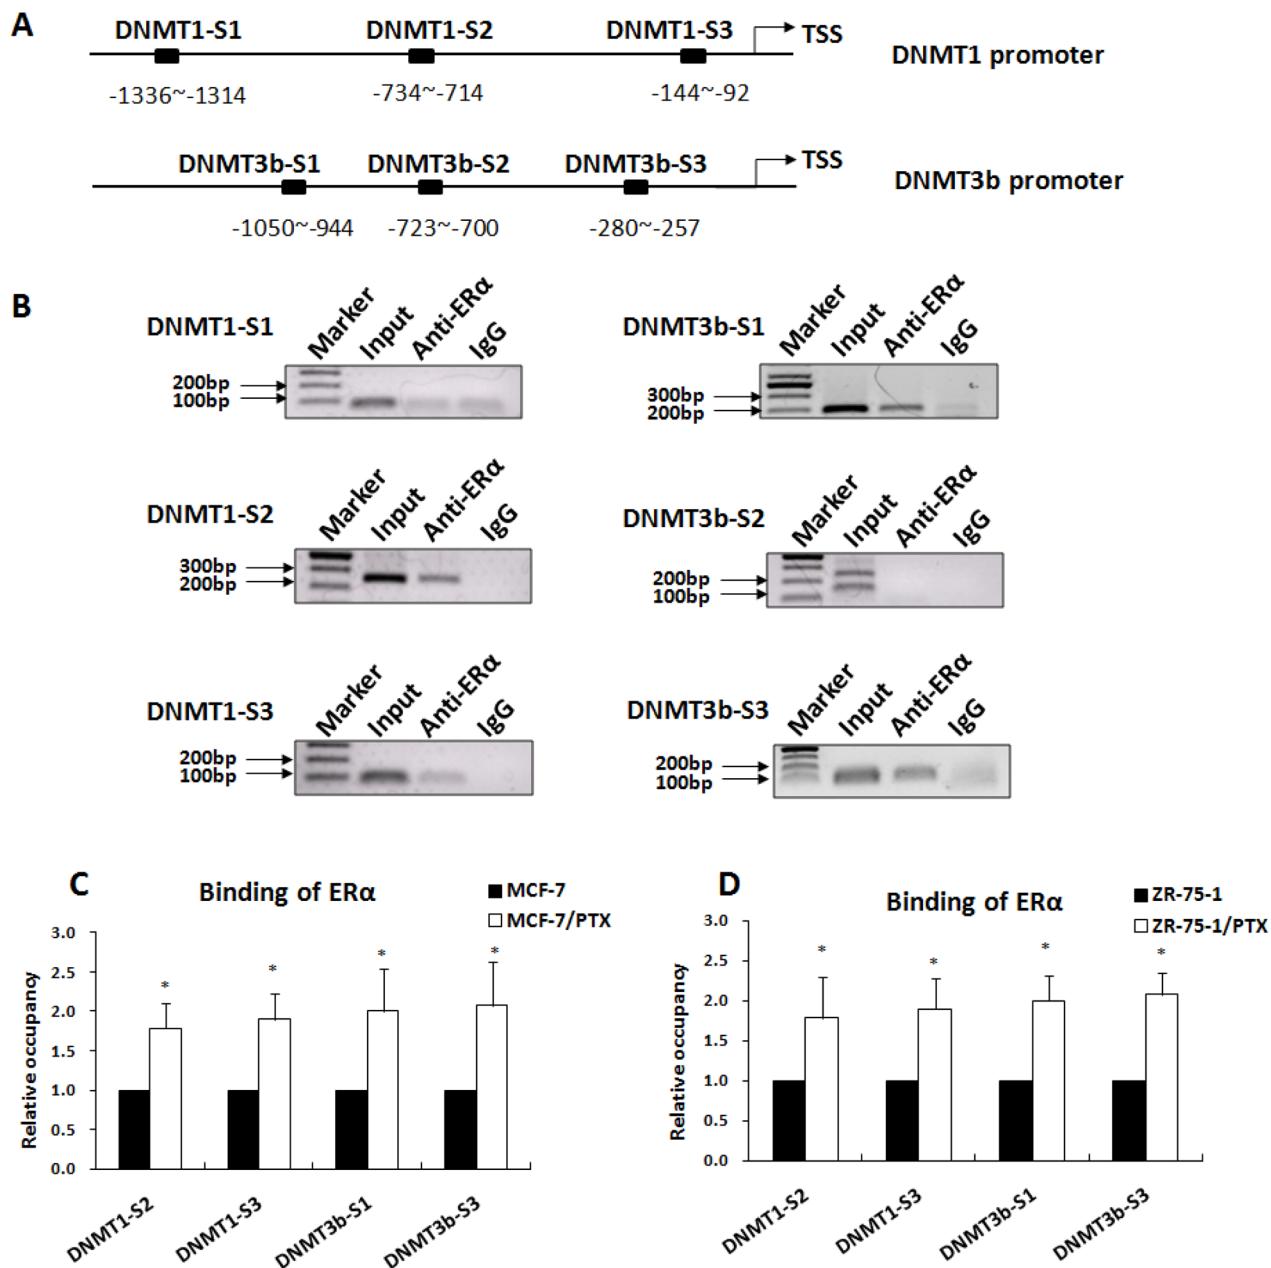 A
DNMT1-S1 DNMT1-S2 DNMT1-S3 TSS
DNMT1 promoter
-1336~-1314 -734~-714 -144~-92
DNMT3b-S1 DNMT3b-S2 DNMT3b-S3 TSS
DNMT3b promoter
-1050~-944 -723~-700 -280~-257
B
DNMT1-S1
Marker Input Anti-ERα IgG
200bp
100bp
DNMT3b-S1
Marker Input Anti-ERα IgG
300bp
200bp
DNMT1-S2
Marker Input Anti-ERα IgG
300bp
200bp
DNMT3b-S2
Marker Input Anti-ERα IgG
200bp
100bp
DNMT1-S3
Marker Input Anti-ERα IgG
200bp
100bp
DNMT3b-S3
Marker Input Anti-ERα IgG
200bp
100bp
C
Binding of ERα
MCF-7
MCF-7/PTX
Relative occupancy
3.0
2.5
2.0
1.5
1.0
0.5
0.0
* * * *
DNMT1-S2 DNMT1-S3 DNMT3b-S1 DNMT3b-S3
D
Binding of ERα
ZR-75-1
ZR-75-1/PTX
Relative occupancy
3.0
2.5
2.0
1.5
1.0
0.5
0.0
* * * *
DNMT1-S2 DNMT1-S3 DNMT3b-S1 DNMT3b-S3